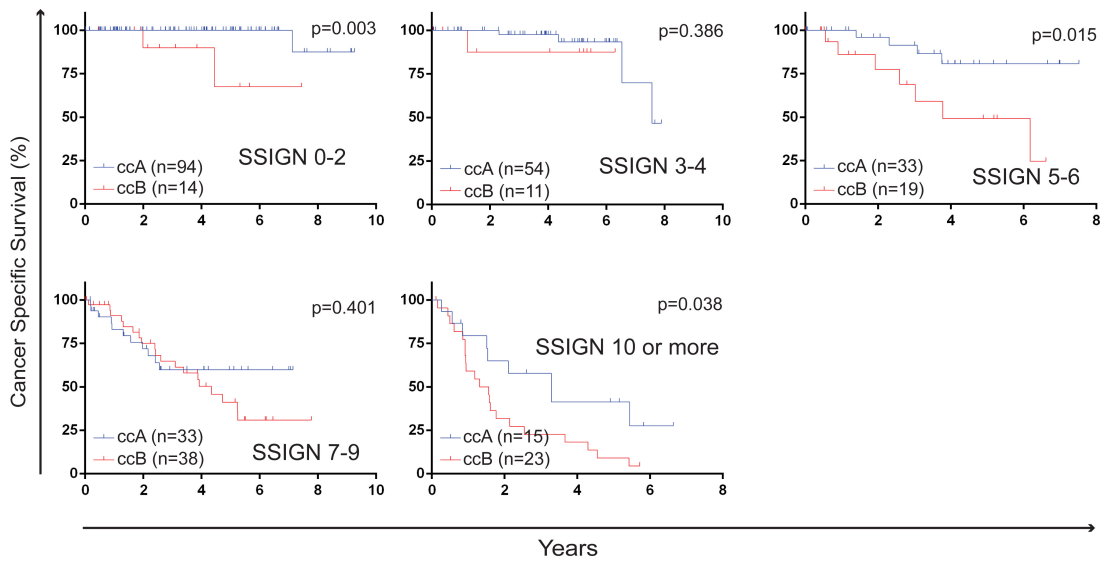 Cancer Specific Survival (%)
100
75
50
25
0
0 2 4 6 8 10
p=0.003
SSIGN 0-2
ccA (n=94)
ccB (n=14)
100
75
50
25
0
0 2 4 6 8 10
p=0.386
SSIGN 3-4
ccA (n=54)
ccB (n=11)
100
75
50
25
0
0 2 4 6 8
p=0.015
SSIGN 5-6
ccA (n=33)
ccB (n=19)
100
75
50
25
0
0 2 4 6 8 10
p=0.401
SSIGN 7-9
ccA (n=33)
ccB (n=38)
100
75
50
25
0
0 2 4 6 8
p=0.038
SSIGN 10 or more
ccA (n=15)
ccB (n=23)
Years